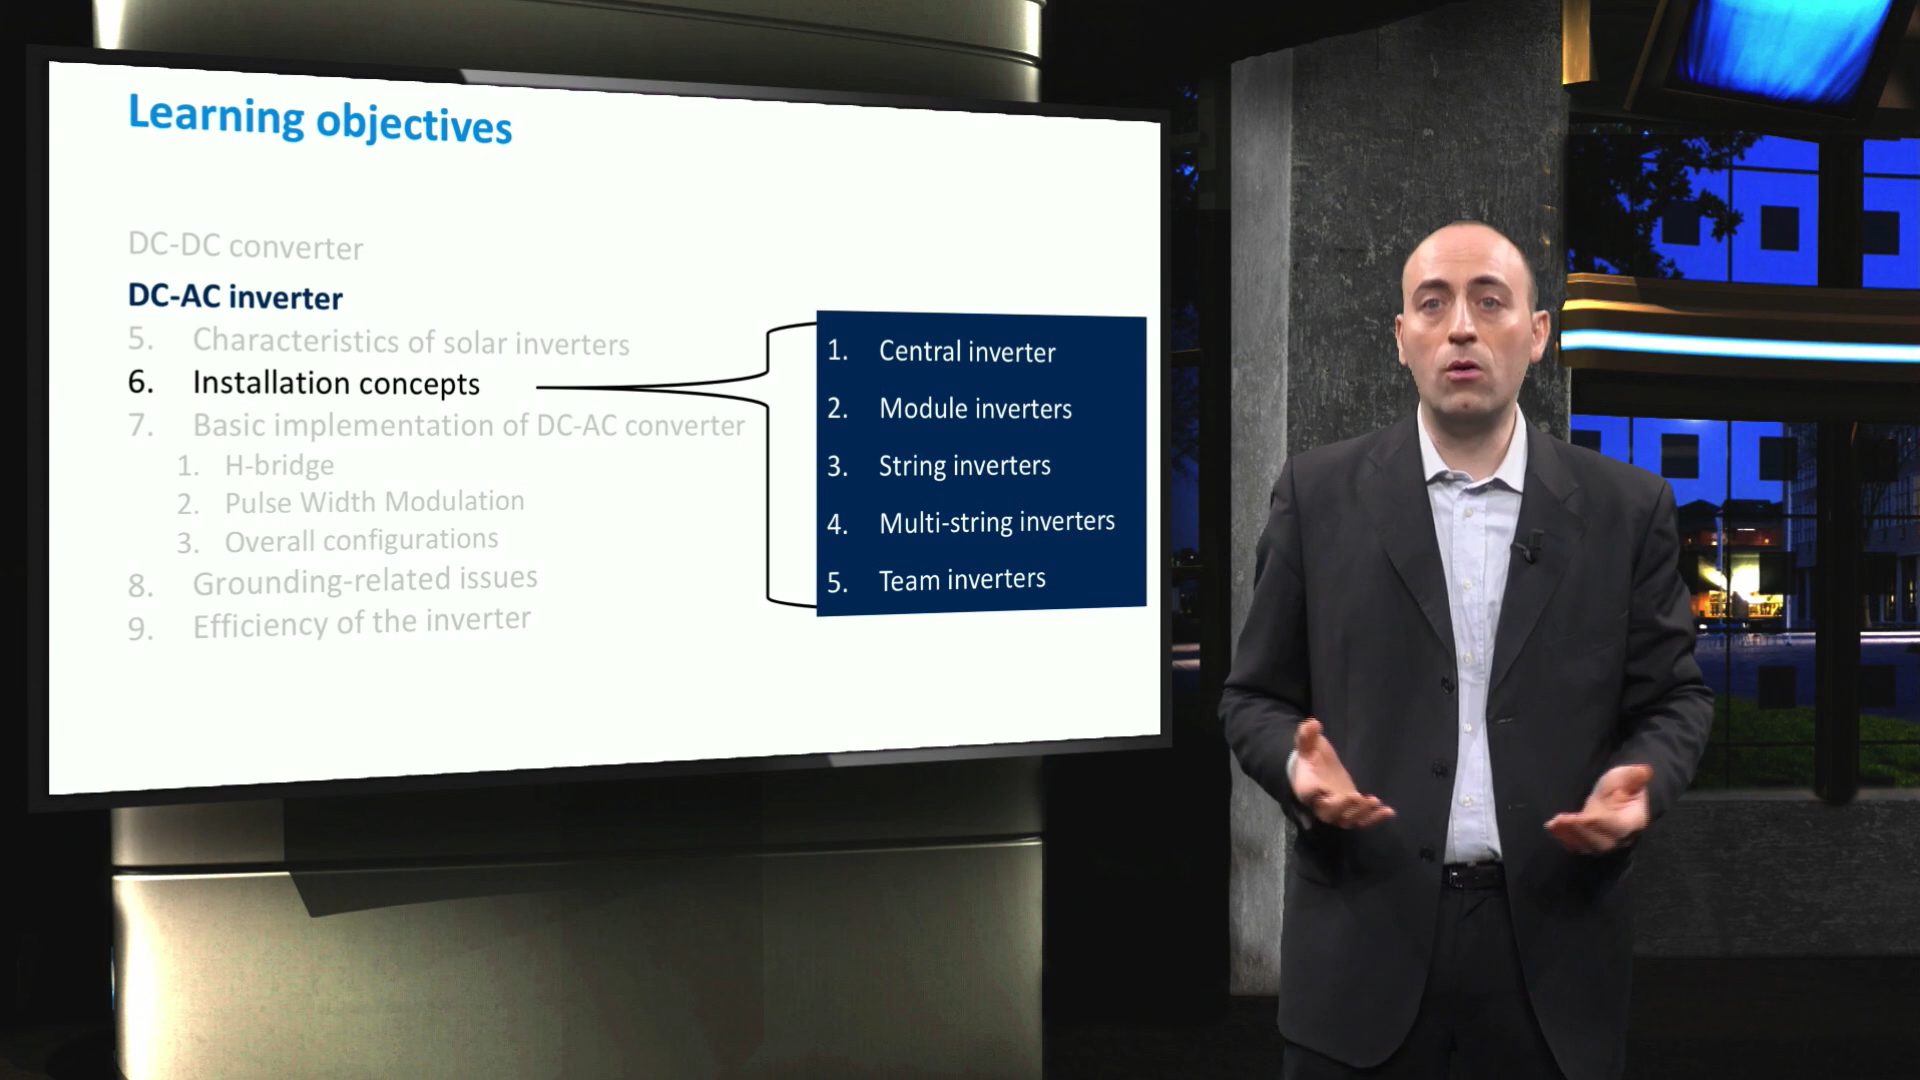 Learning objectives
DC-DC converter
DC-AC inverter
5. Characteristics of solar inverters
6. Installation concepts
7. Basic implementation of DC-AC converter
1. H-bridge
2. Pulse Width Modulation
3. Overall configurations
8. Grounding-related issues
9. Efficiency of the inverter
1. Central inverter
2. Module inverters
3. String inverters
4. Multi-string inverters
5. Team inverters